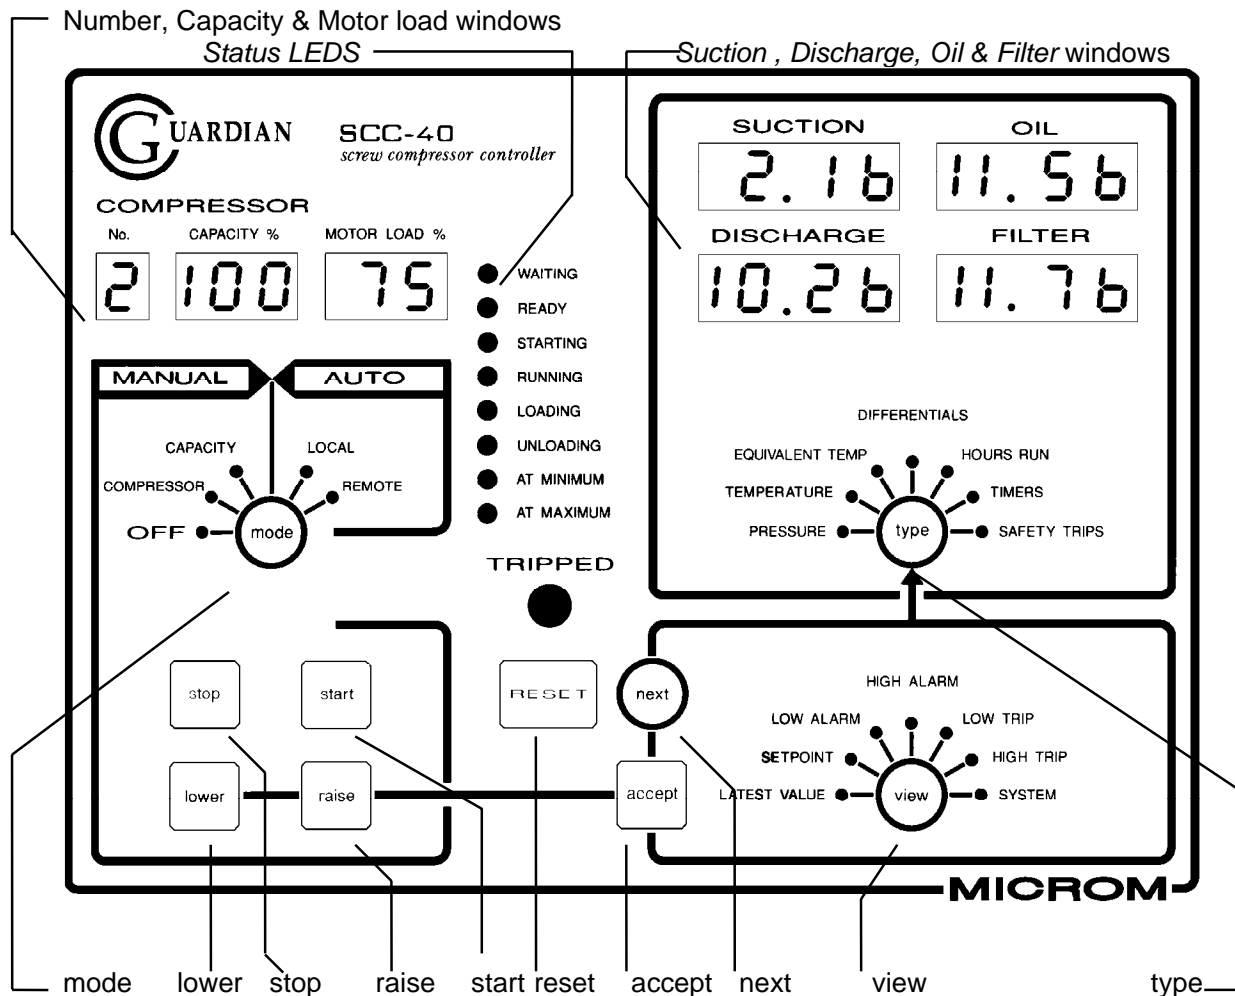 Number, Capacity & Motor load windows
Status LEDS
Suction , Discharge, Oil & Filter windows
GUARDIAN
SCC-40
screw compressor controller
COMPRESSOR
No. CAPACITY % MOTOR LOAD %
2 100 75
SUCTION OIL
2.1b 11.5b
DISCHARGE FILTER
10.2b 11.7b
WAITING
READY
STARTING
RUNNING
LOADING
UNLOADING
AT MINIMUM
AT MAXIMUM
TRIPPED
MANUAL AUTO
CAPACITY LOCAL
COMPRESSOR REMOTE
OFF mode
DIFFERENTIALS
EQUIVALENT TEMP HOURS RUN
TEMPERATURE TIMERS
PRESSURE type SAFETY TRIPS
stop start RESET next
lower raise accept
HIGH ALARM
LOW ALARM LOW TRIP
SETPOINT HIGH TRIP
LATEST VALUE view SYSTEM
MICROM
mode lower stop raise start reset accept next view type